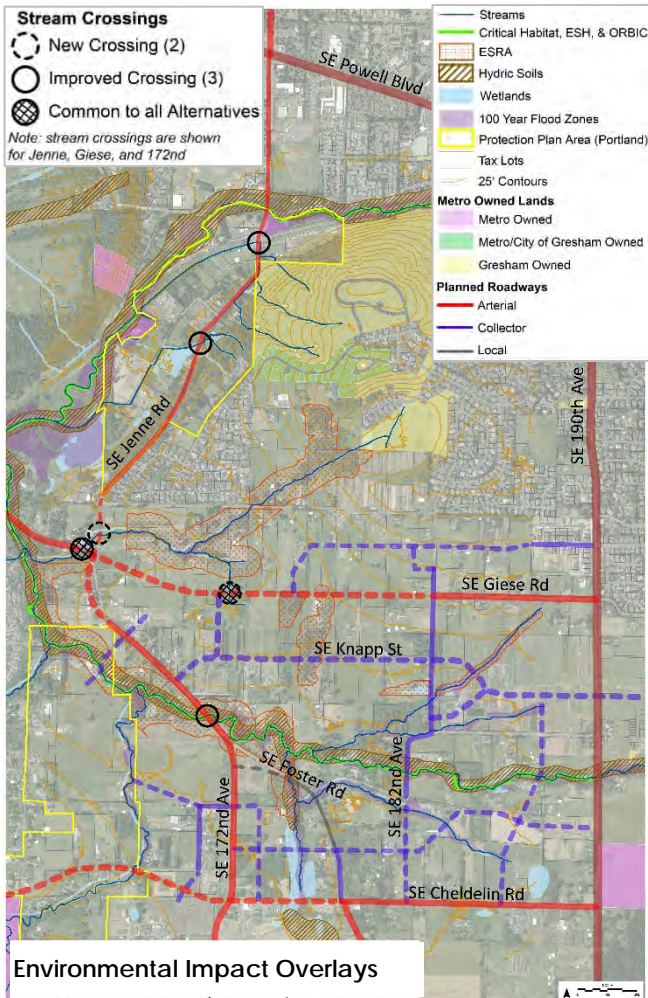 Stream Crossings
New Crossing (2)
Improved Crossing (3)
Common to all Alternatives
Note: stream crossings are shown
for Jenne, Giese, and 172nd
Streams
Critical Habitat, ESH, & ORBIC
ESRA
Hydric Soils
Wetlands
100 Year Flood Zones
Protection Plan Area (Portland)
Tax Lots
25' Contours
Metro Owned Lands
Metro Owned
Metro/City of Gresham Owned
Gresham Owned
Planned Roadways
Arterial
Collector
Local
SE Powell Blvd
SE Jenne Rd
SE 190th Ave
SE Giese Rd
SE Knapp St
SE Foster Rd
SE 182nd Ave
SE 172nd Ave
SE Cheldelin Rd
Environmental Impact Overlays